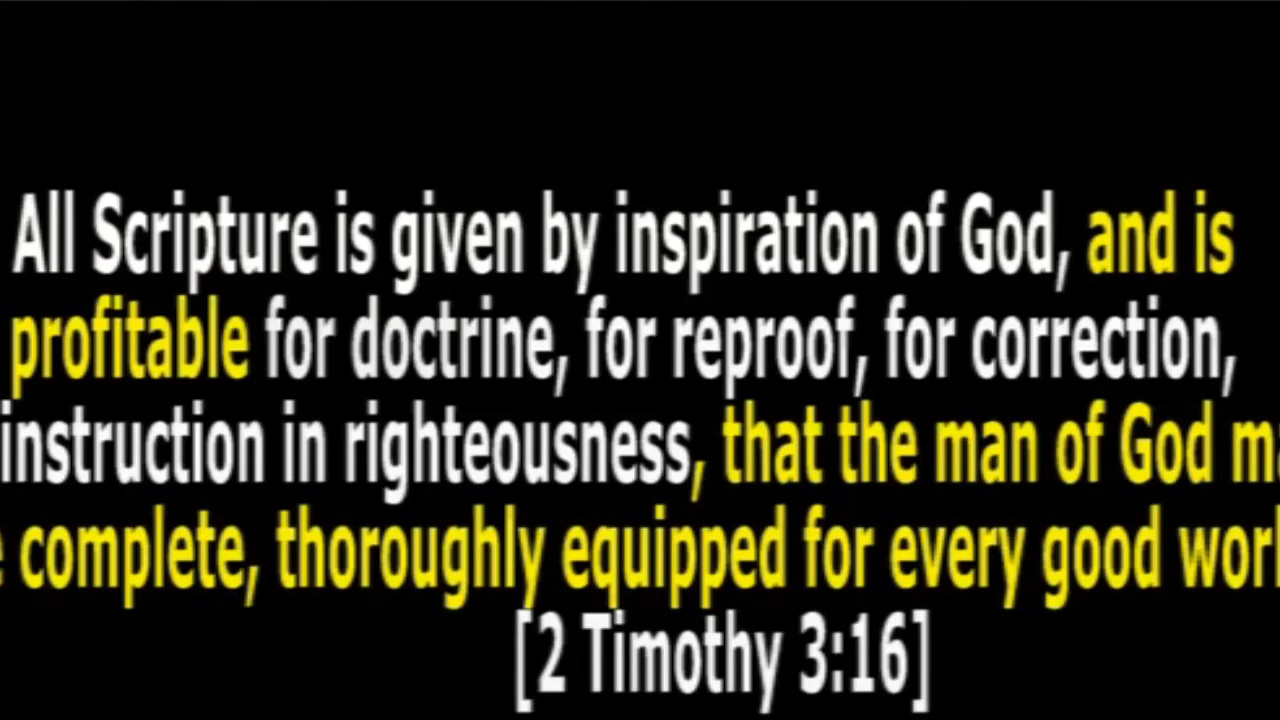 All Scripture is given by inspiration of God, and is
profitable for doctrine, for reproof, for correction,
instruction in righteousness, that the man of God
complete, thoroughly equipped for every good
[2 Timothy 3:16]